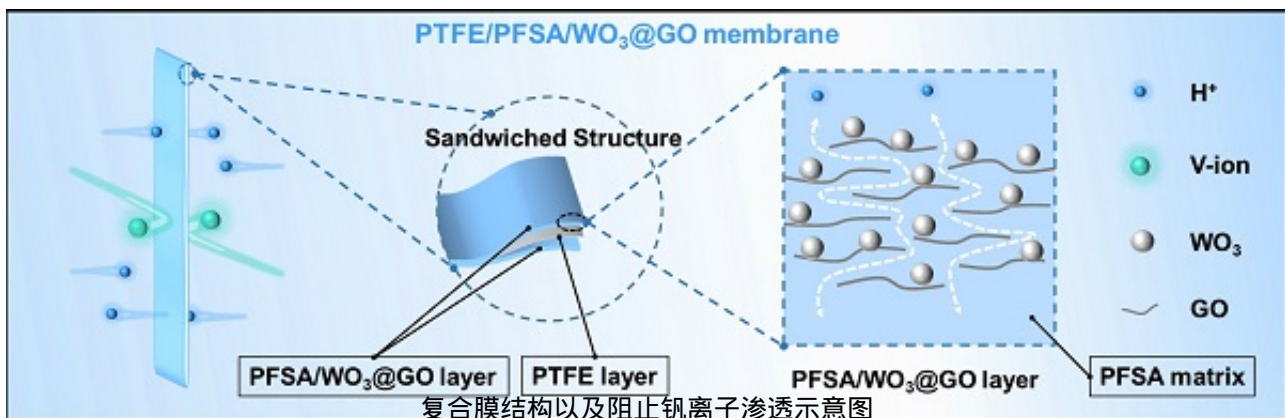 PTFE/PFSA/WO₃@GO membrane
Sandwiched Structure
H⁺
V-ion
WO₃
GO
PFSA/WO₃@GO layer
PTFE layer
PFSA/WO₃@GO layer
PFSA matrix
复合膜结构以及阻止钒离子渗透示意图